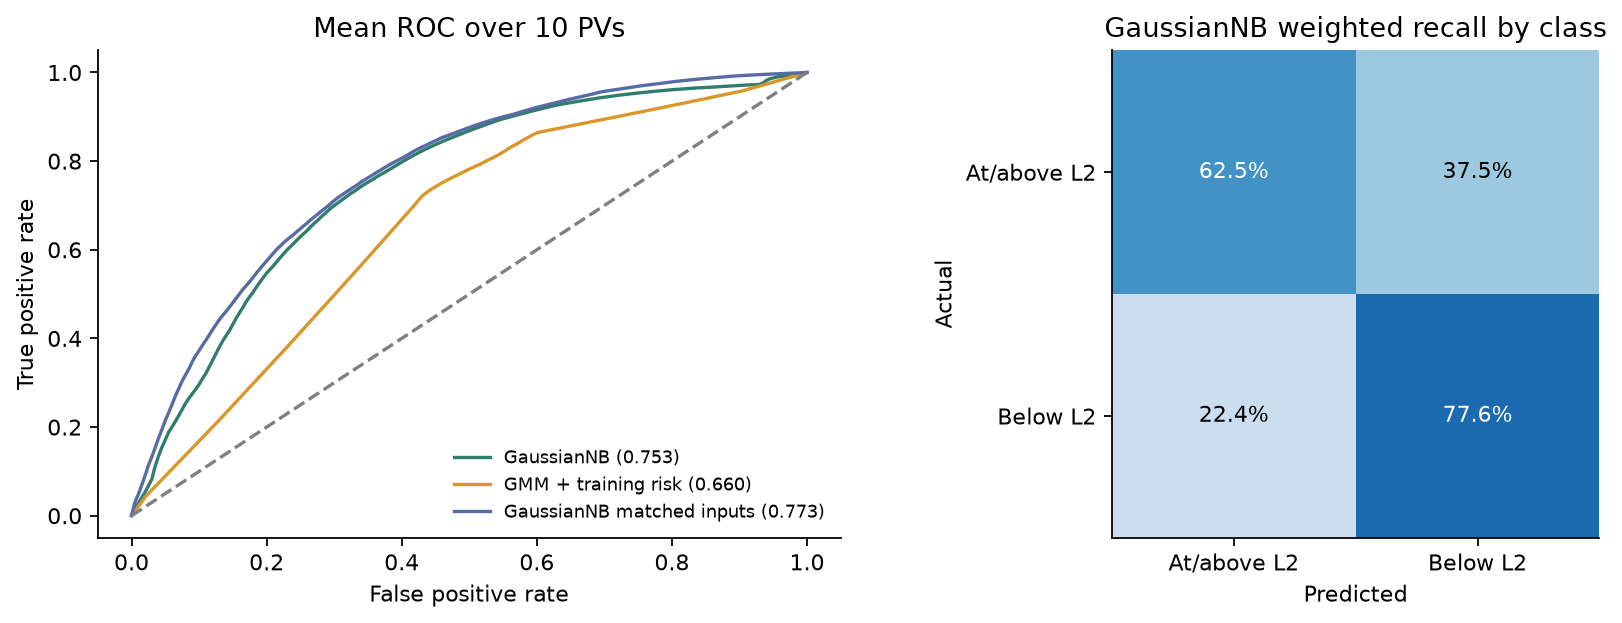 Mean ROC over 10 PVs
1.0
0.8
0.6
0.4
0.2
0.0
True positive rate
0.0 0.2 0.4 0.6 0.8 1.0
False positive rate
GaussianNB (0.753)
GMM + training risk (0.660)
GaussianNB matched inputs (0.773)
GaussianNB weighted recall by class
Actual
At/above L2 62.5% 37.5%
Below L2 22.4% 77.6%
At/above L2 Below L2
Predicted